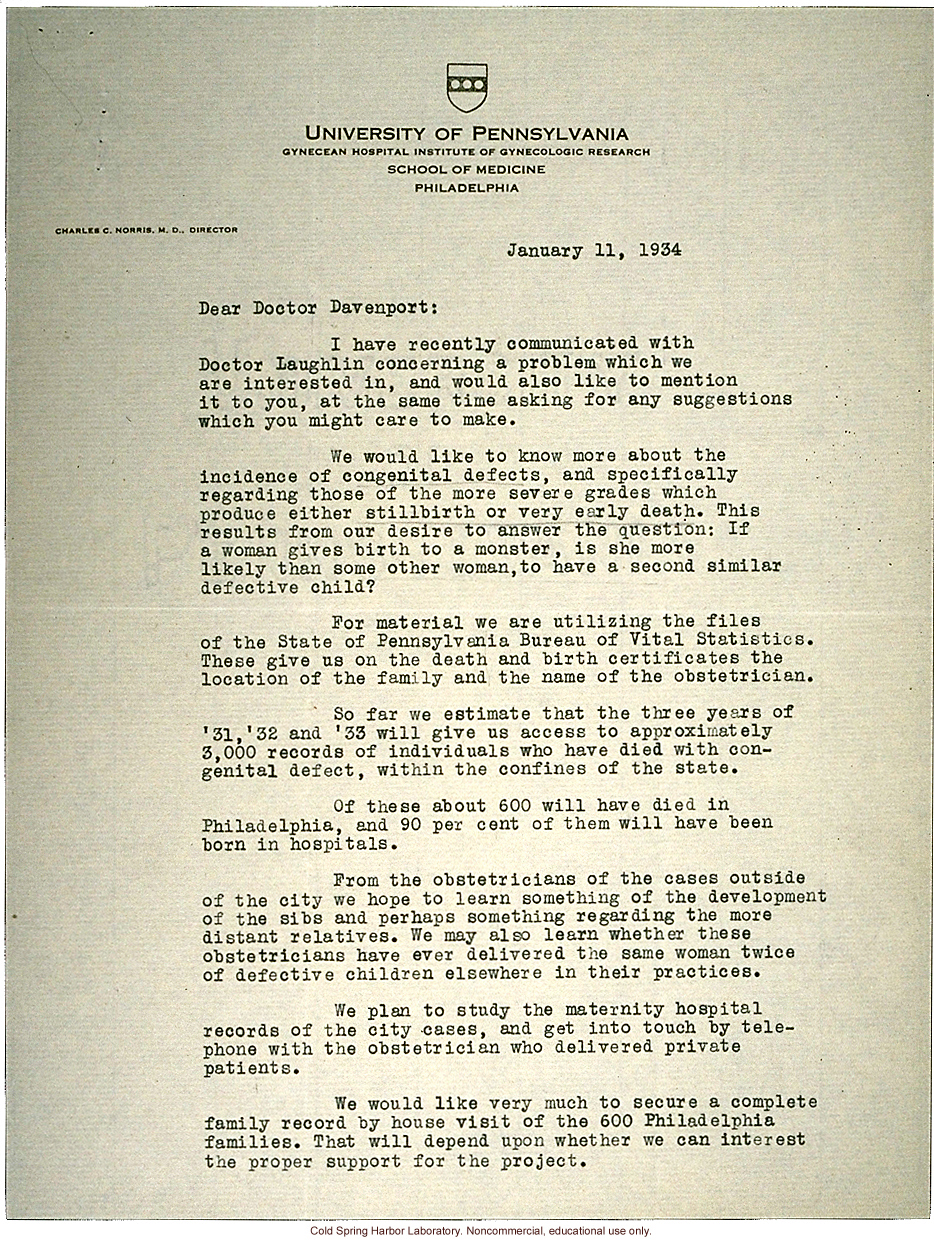 UNIVERSITY OF PENNSYLVANIA
GYNECEAN HOSPITAL INSTITUTE OF GYNECOLOGIC RESEARCH
SCHOOL OF MEDICINE
PHILADELPHIA
CHARLES C. NORRIS, M. D., DIRECTOR
January 11, 1934
Dear Doctor Davenport:
I have recently communicated with
Doctor Laughlin concerning a problem which we
are interested in, and would also like to mention
it to you, at the same time asking for any suggestions
which you might care to make.
We would like to know more about the
incidence of congenital defects, and specifically
regarding those of the more severe grades which
produce either stillbirth or very early death. This
results from our desire to answer the question: If
a woman gives birth to a monster, is she more
likely than some other woman,to have a second similar
defective child?
For material we are utilizing the files
of the State of Pennsylvania Bureau of Vital Statistics.
These give us on the death and birth certificates the
location of the family and the name of the obstetrician.
So far we estimate that the three years of
'31,'32 and '33 will give us access to approximately
3,000 records of individuals who have died with con-
genital defect, within the confines of the state.
Of these about 600 will have died in
Philadelphia, and 90 per cent of them will have been
born in hospitals.
From the obstetricians of the cases outside
of the city we hope to learn something of the development
of the sibs and perhaps something regarding the more
distant relatives. We may also learn whether these
obstetricians have ever delivered the same woman twice
of defective children elsewhere in their practices.
We plan to study the maternity hospital
records of the city cases, and get into touch by tele-
phone with the obstetrician who delivered private
patients.
We would like very much to secure a complete
family record by house visit of the 600 Philadelphia
families. That will depend upon whether we can interest
the proper support for the project.
Cold Spring Harbor Laboratory. Noncommercial, educational use only.